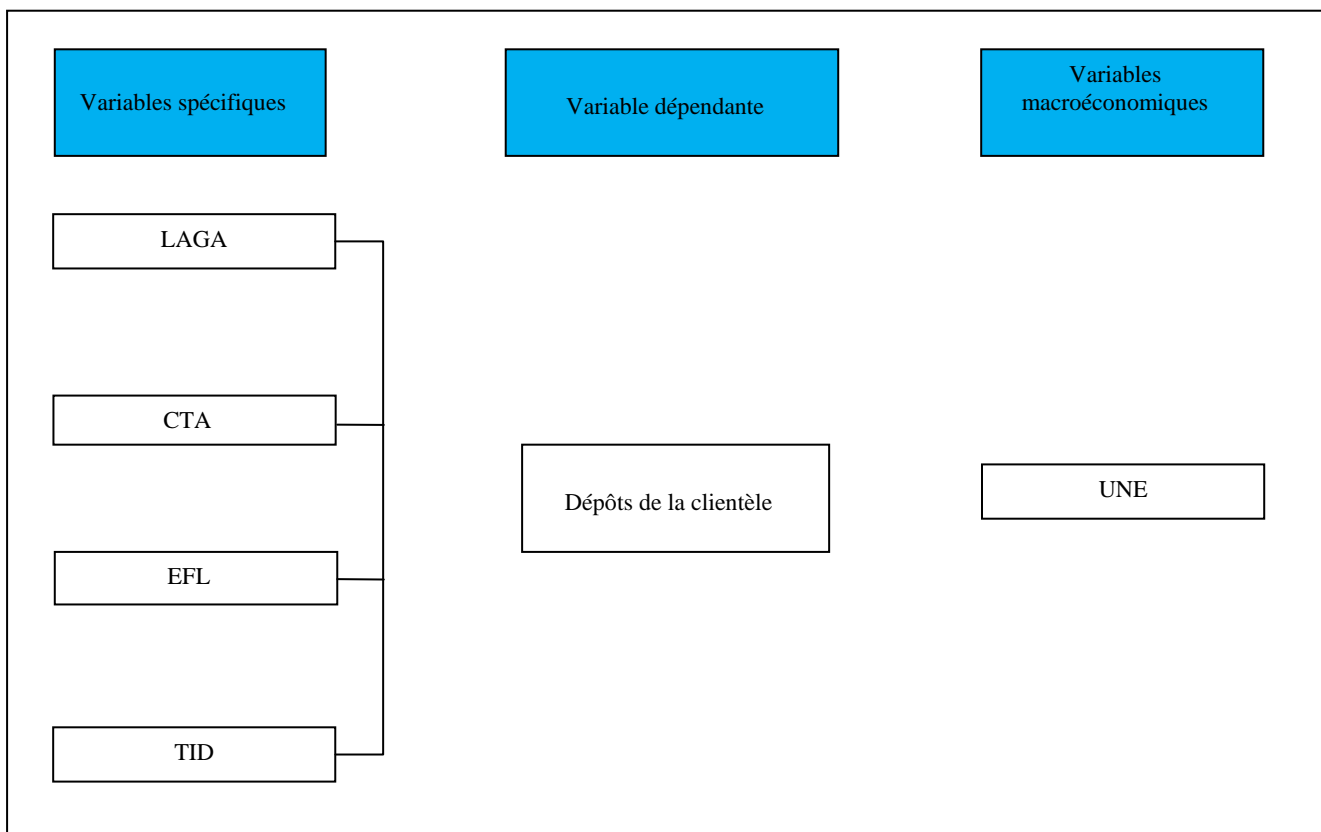 Variables spécifiques
Variable dépendante
Variables
macroéconomiques
LAGA
CTA
EFL
TID
Dépôts de la clientèle
UNE